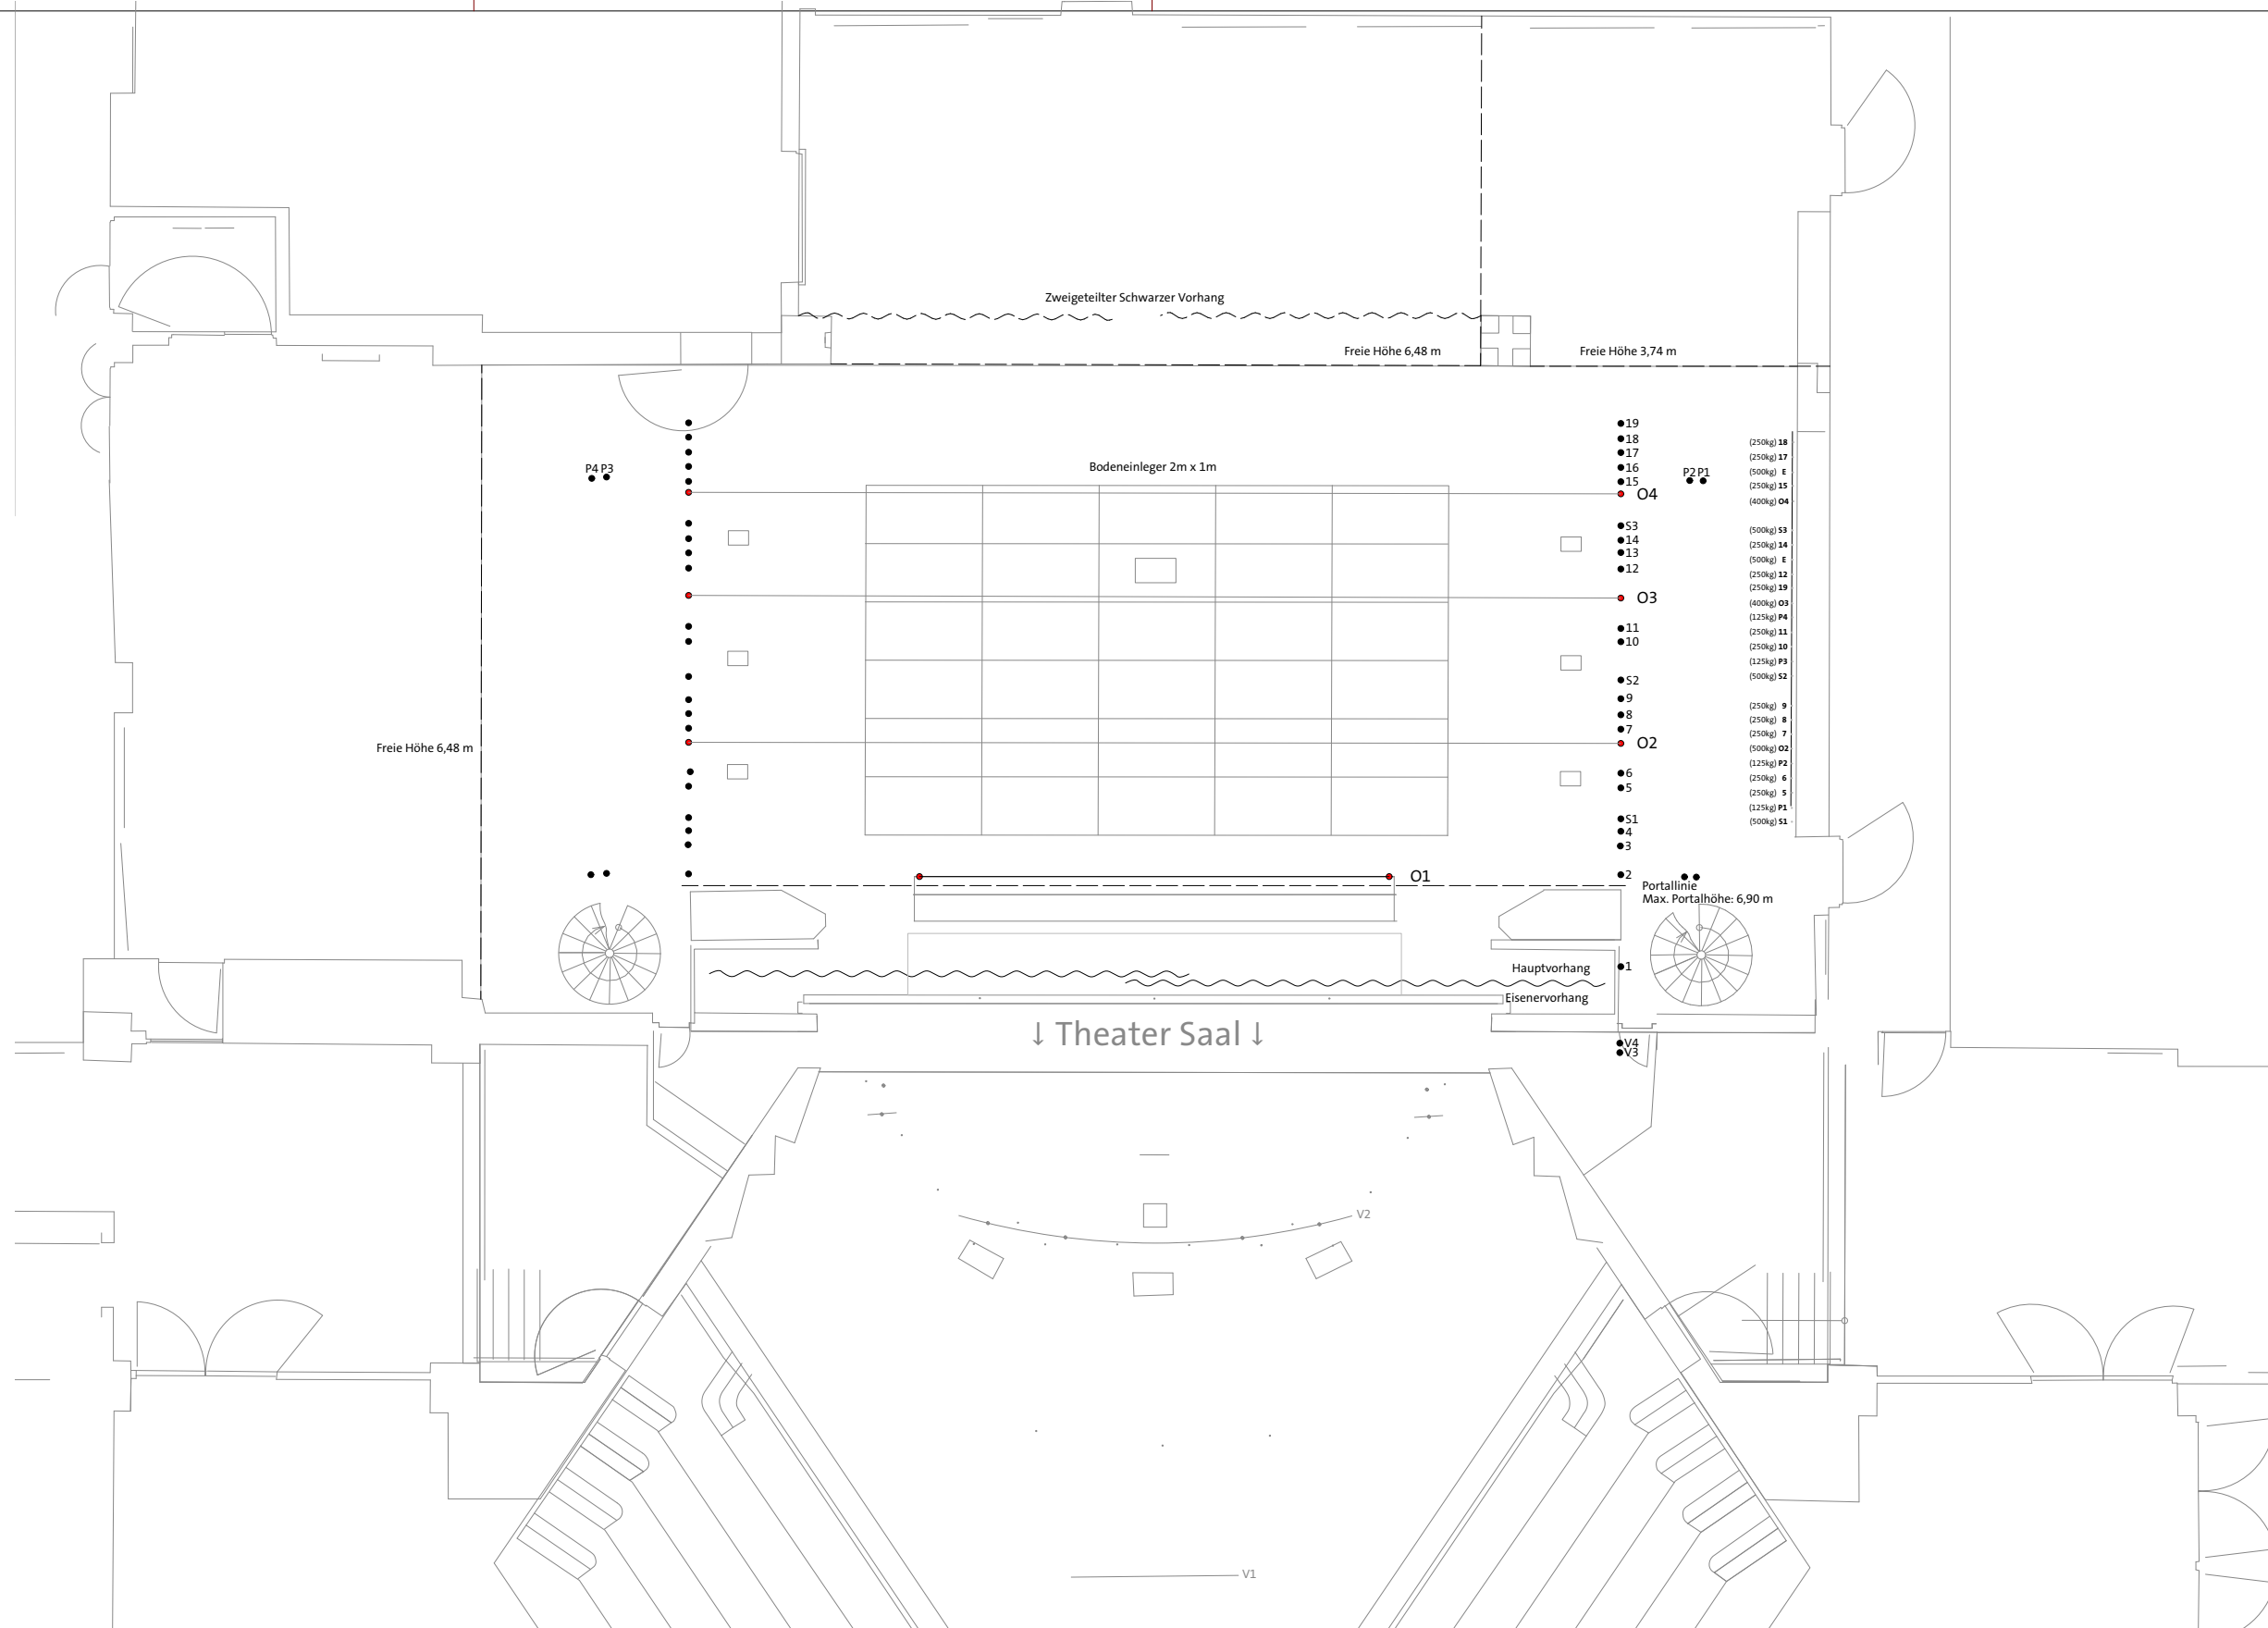 Zweigeteilter Schwarzer Vorhang
Freie Höhe 6,48 m
Freie Höhe 3,74 m
19
18
17
16
15
O4
P4 P3
P2 P1
Bodeneinleger 2m x 1m
S3
14
13
12
O3
11
10
S2
9
8
7
O2
6
5
S1
4
3
2
O1
(250kg) 18
(250kg) 17
(500kg) E
(250kg) 15
(400kg) O4
(500kg) S3
(250kg) 14
(500kg) E
(250kg) 12
(250kg) 19
(400kg) O3
(125kg) P4
(250kg) 11
(250kg) 10
(125kg) P3
(500kg) S2
(250kg) 9
(250kg) 8
(250kg) 7
(500kg) O2
(125kg) P2
(250kg) 6
(250kg) 5
(125kg) P1
(500kg) S1
Freie Höhe 6,48 m
Portallinie
Max. Portalhöhe: 6,90 m
Hauptvorhang
1
Eisenervorhang
↓ Theater Saal ↓
V4
V3
V2
V1